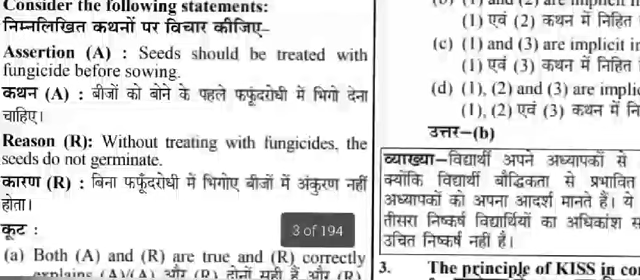 Consider the following statements:
निम्नलिखित कथनों पर विचार कीजिए–
Assertion (A) : Seeds should be treated with
fungicide before sowing.
कथन (A) : बीजों को बोने के पहले फफूँदरोधी में भिगो देना
चाहिए।
Reason (R): Without treating with fungicides, the
seeds do not germinate.
कारण (R) : बिना फफूँदरोधी में भिगोए बीजों में अंकुरण नहीं
होता।
कूट :
3 of 194
(a) Both (A) and (R) are true and (R) correctly
explains (A)/(A) और (R) दोनों सही है और (R)
(1) and (2) are
(1) एवं (2) कथन में निहित
(c) (1) and (3) are implicit in
(1) एवं (3) कथन में निहित
(d) (1), (2) and (3) are
(1), (2) एवं (3) कथन में
उत्तर–(b)
व्याख्या–विद्यार्थी अपने अध्यापकों से
क्योंकि विद्यार्थी बौद्धिकता से प्रभावित
अध्यापकों को अपना आदर्श मानते हैं। ये
तीसरा निष्कर्ष विद्यार्थियों का अधिकांश
उचित निष्कर्ष नहीं है।
3. The principle of KISS in